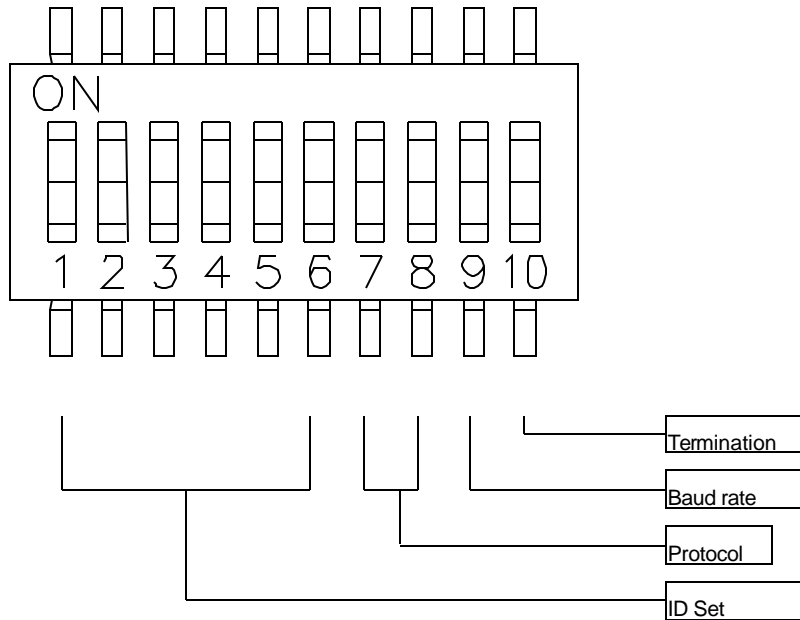 ON
1 2 3 4 5 6 7 8 9 10
Termination
Baud rate
Protocol
ID Set